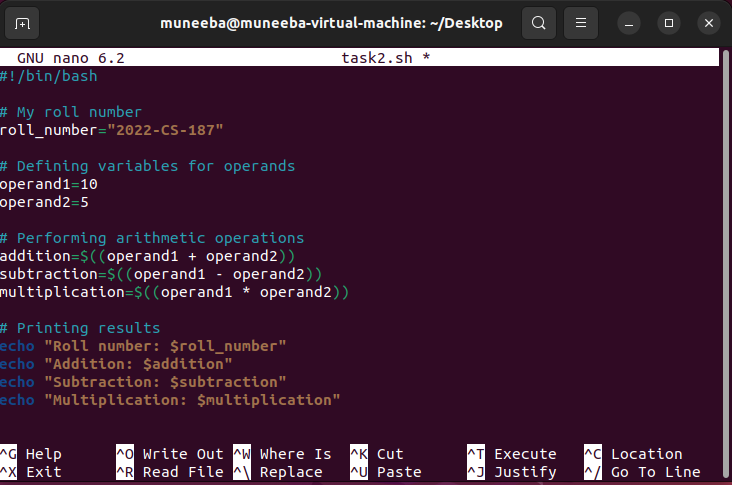 muneeba@muneeba-virtual-machine: ~/Desktop
GNU nano 6.2 task2.sh *
#!/bin/bash
# My roll number
roll_number="2022-CS-187"
# Defining variables for operands
operand1=10
operand2=5
# Performing arithmetic operations
addition=$((operand1 + operand2))
subtraction=$((operand1 - operand2))
multiplication=$((operand1 * operand2))
# Printing results
echo "Roll number: $roll_number"
echo "Addition: $addition"
echo "Subtraction: $subtraction"
echo "Multiplication: $multiplication"
^G Help ^O Write Out ^W Where Is ^K Cut ^T Execute ^C Location
^X Exit ^R Read File ^\ Replace ^U Paste ^J Justify ^/ Go To Line